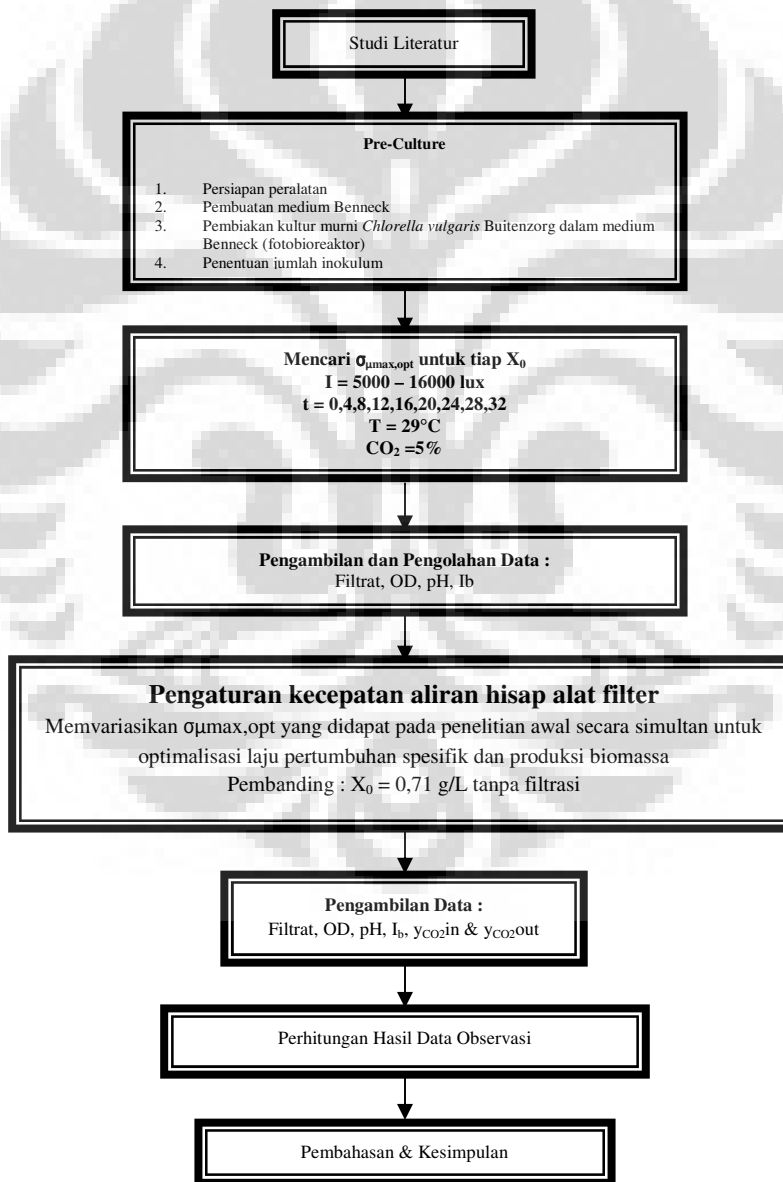 Studi Literatur
Pre-Culture
1. Persiapan peralatan
2. Pembuatan medium Benneck
3. Pembiakan kultur murni Chlorella vulgaris Buitenzorg dalam medium
Benneck (fotobioreaktor)
4. Penentuan jumlah inokulum
Mencari σμmax,opt untuk tiap X₀
I = 5000 – 16000 lux
t = 0,4,8,12,16,20,24,28,32
T = 29°C
CO₂ =5%
Pengambilan dan Pengolahan Data :
Filtrat, OD, pH, Ib
Pengaturan kecepatan aliran hisap alat filter
Memvariasikan σμmax,opt yang didapat pada penelitian awal secara simultan untuk
optimalisasi laju pertumbuhan spesifik dan produksi biomassa
Pembanding : X₀ = 0,71 g/L tanpa filtrasi
Pengambilan Data :
Filtrat, OD, pH, I_b, y_CO₂in & y_CO₂out
Perhitungan Hasil Data Observasi
Pembahasan & Kesimpulan